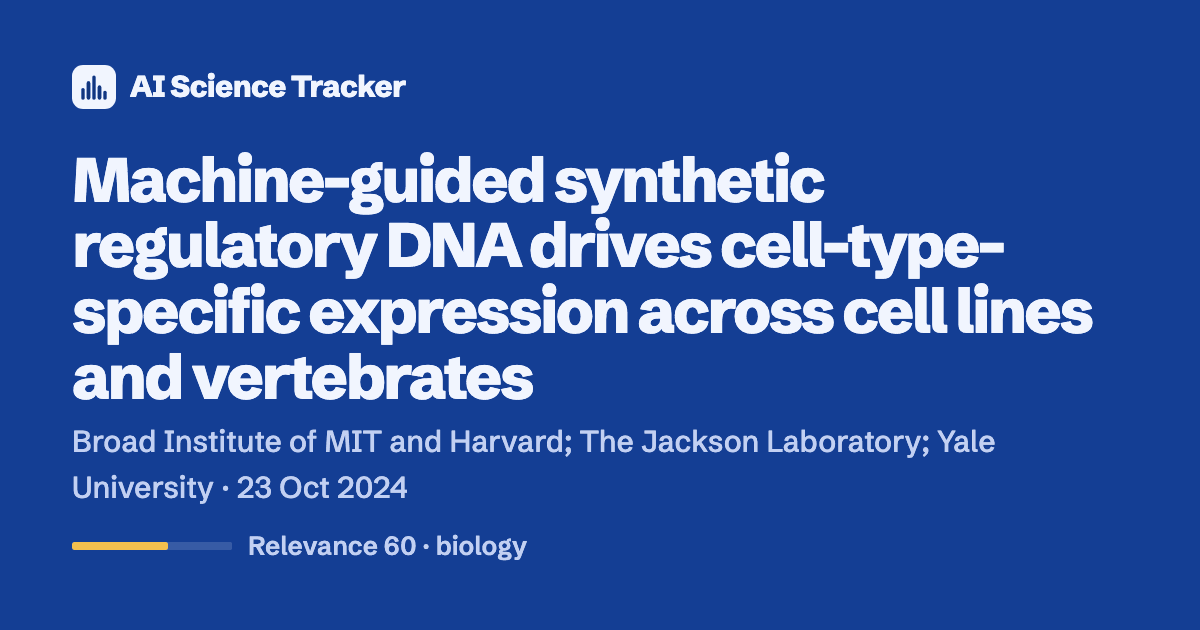 AI Science Tracker
Machine-guided synthetic
regulatory DNA drives cell-type-
specific expression across cell lines
and vertebrates
Broad Institute of MIT and Harvard; The Jackson Laboratory; Yale
University · 23 Oct 2024
Relevance 60 · biology